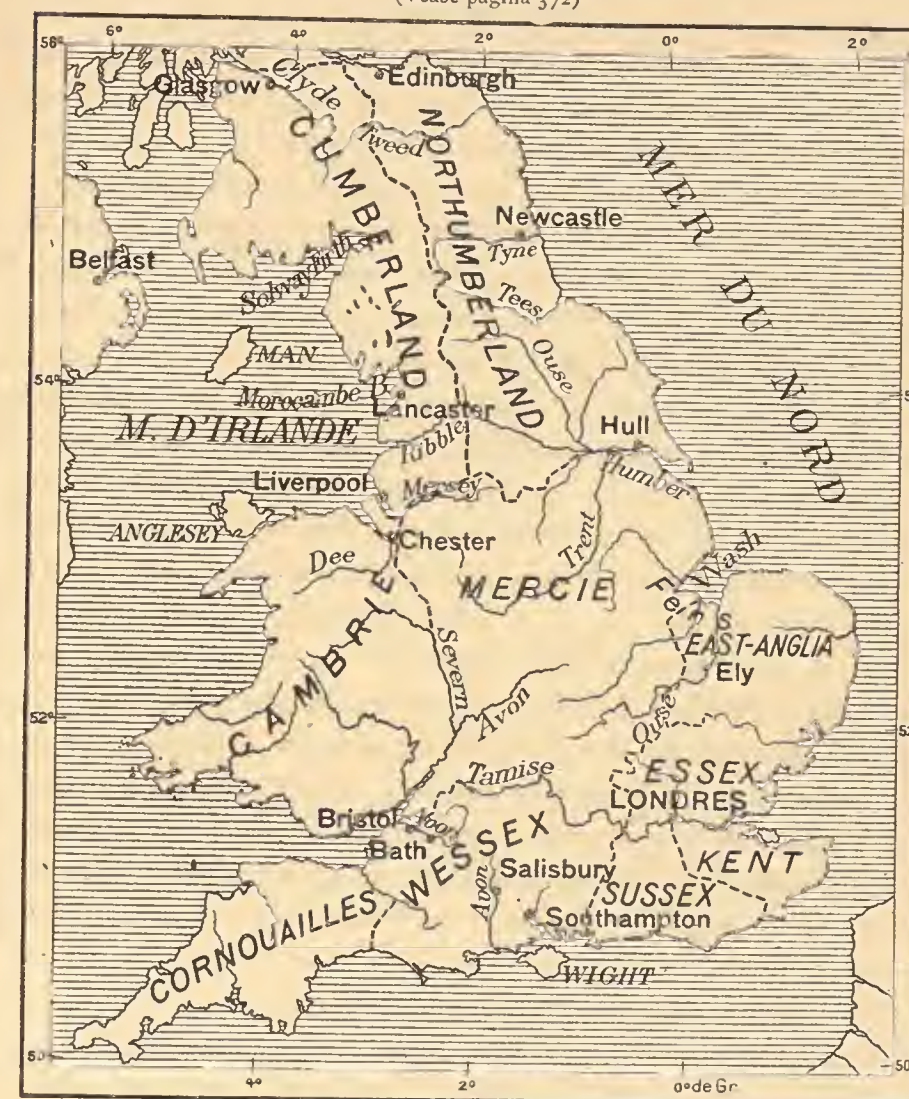 (Véase página 372)
6° 4° 2° 0° 2°
56°
Glasgow
Clyde
Edinburgh
CUMBERLAND
Tweed
NORTHUMBERLAND
MER DU NORD
Newcastle
Tyne
Belfast
Solway Firth
Tees
MAN
Ouse
54°
Morecambe B.
Lancaster
M. D'IRLANDE
Hull
Ribble
Humber
Liverpool
Mersey
ANGLESEY
Chester
Trent
Dee
Wash
MERCIE
Fens
CAMBRIE
EAST-ANGLIA
Ely
Severn
52°
Avon
Ouse
52
Tamise
ESSEX
LONDRES
Bristol
Bath
WESSEX
Salisbury
KENT
Avon
SUSSEX
Southampton
CORNOUAILLES
WIGHT
50
50
4° 2° 0° de Gr